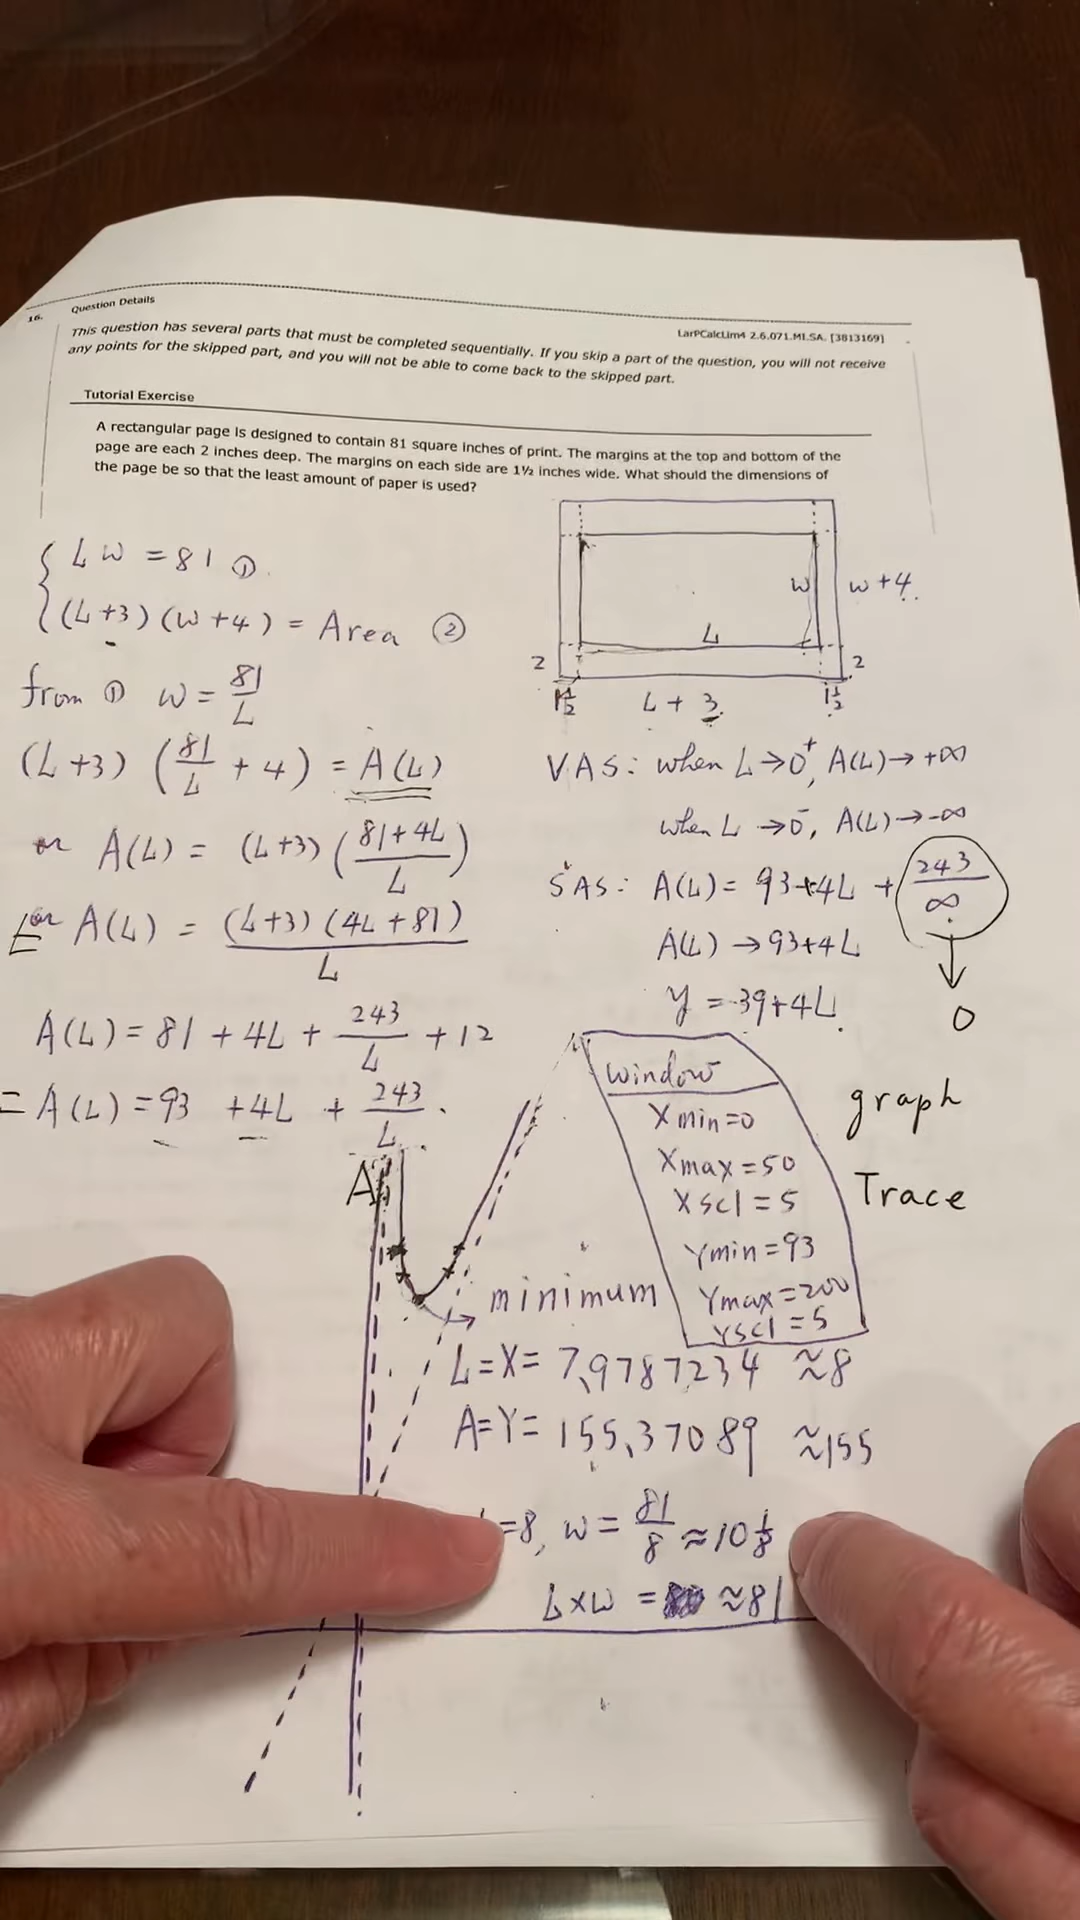 16.
Question Details
LarPCalcLim4 2.6.071.MI.SA. [3813169]
This question has several parts that must be completed sequentially. If you skip a part of the question, you will not receive
any points for the skipped part, and you will not be able to come back to the skipped part.
Tutorial Exercise
A rectangular page is designed to contain 81 square inches of print. The margins at the top and bottom of the
page are each 2 inches deep. The margins on each side are 1½ inches wide. What should the dimensions of
the page be so that the least amount of paper is used?
{ L W = 81 ①
(L+3) (W+4) = Area ②
from ① W = 81/L
(L+3) (81/L + 4) = A(L)
or A(L) = (L+3) (81+4L / L)
or A(L) = (L+3)(4L+81) / L
A(L) = 81 + 4L + 243/L + 12
= A(L) = 93 + 4L + 243/L .
W
W+4
L
2
2
1½
L + 3
1½
VAS: when L→0⁺, A(L)→+∞
when L→0⁻, A(L)→-∞
SAS: A(L) = 93+4L + 243/∞
A(L) → 93+4L
0
y = 39+4L
window
Xmin=0
Xmax=50
Xscl=5
Ymin=93
Ymax=200
Yscl=5
graph
Trace
A
minimum
L=X= 7.9787234 ≈8
A=Y= 155.37089 ≈155
=8, W = 81/8 ≈10⅛
L×W = ≈81